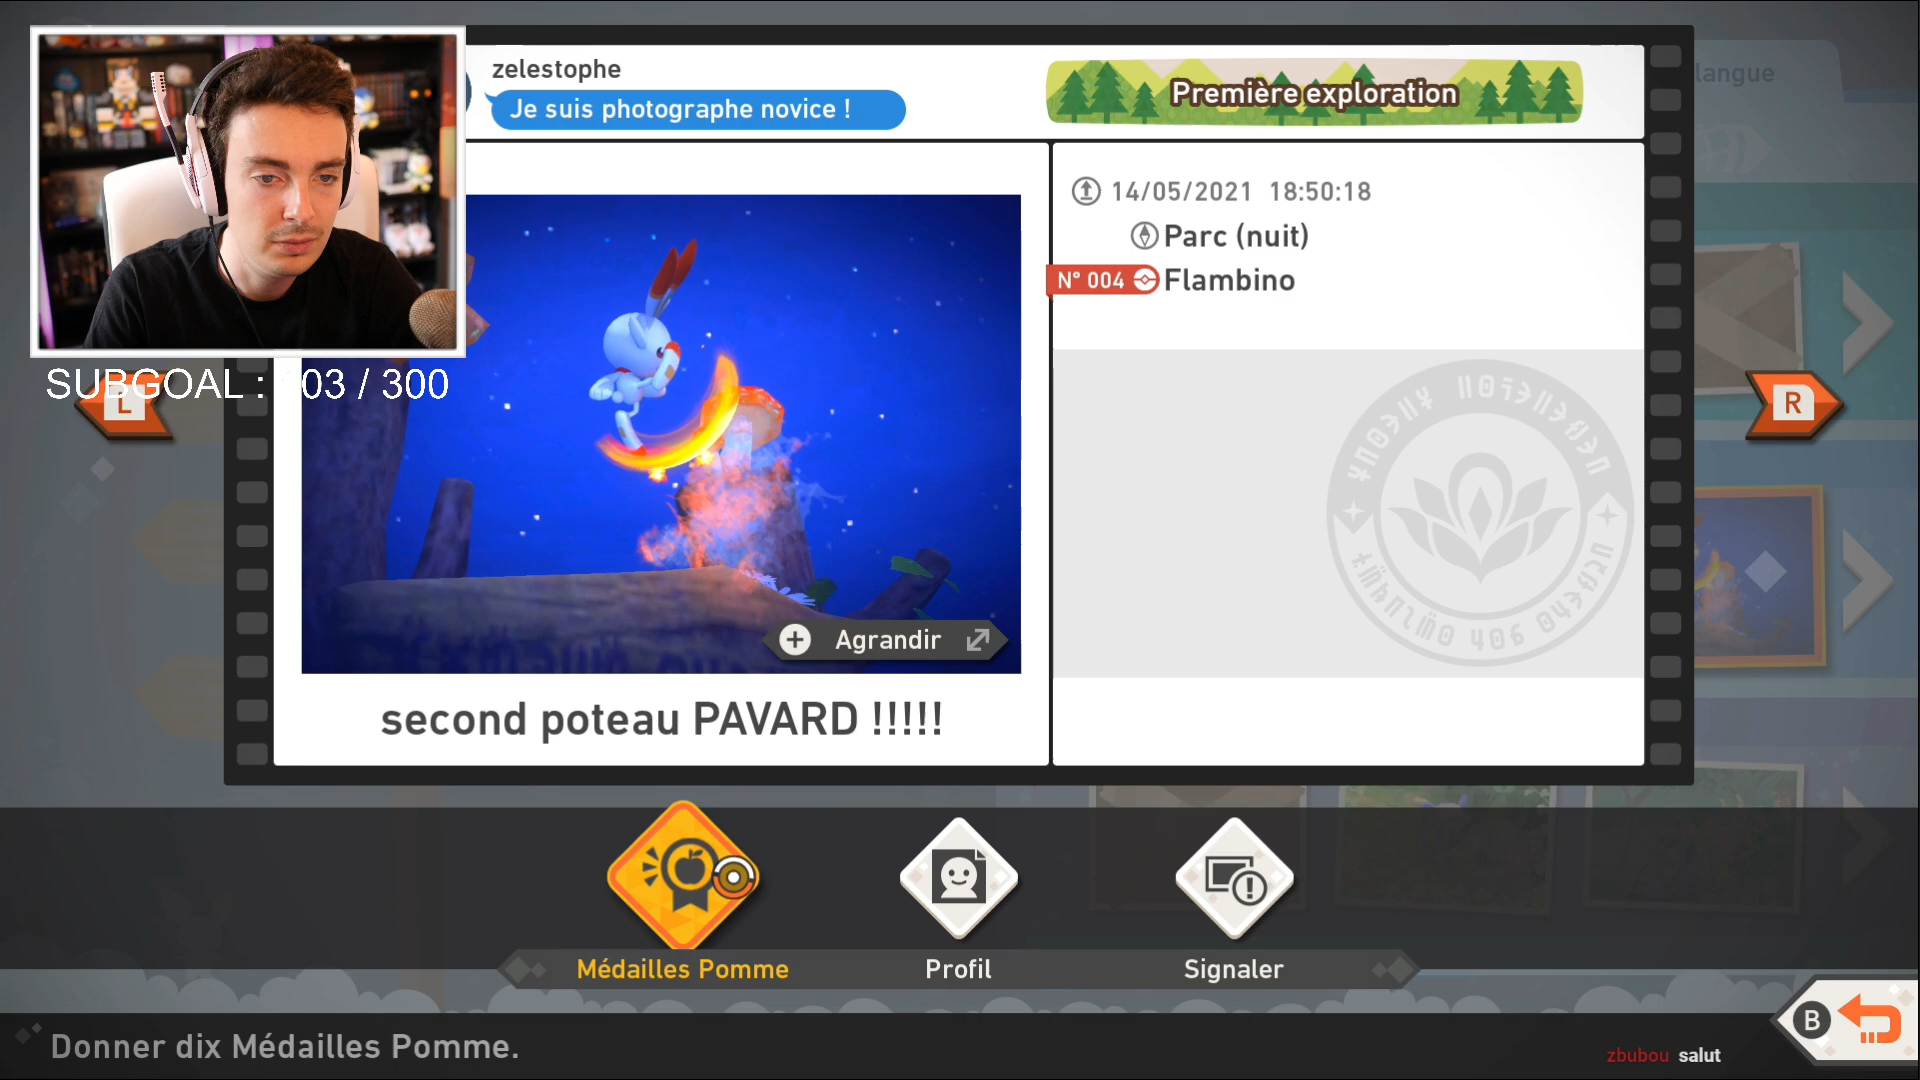 zelestophe
Je suis photographe novice !
Première exploration
langue
14/05/2021 18:50:18
Parc (nuit)
N° 004 Flambino
SUBGOAL : 03 / 300
L
R
Agrandir
second poteau PAVARD !!!!!
Médailles Pomme
Profil
Signaler
B
Donner dix Médailles Pomme.
zbubou salut